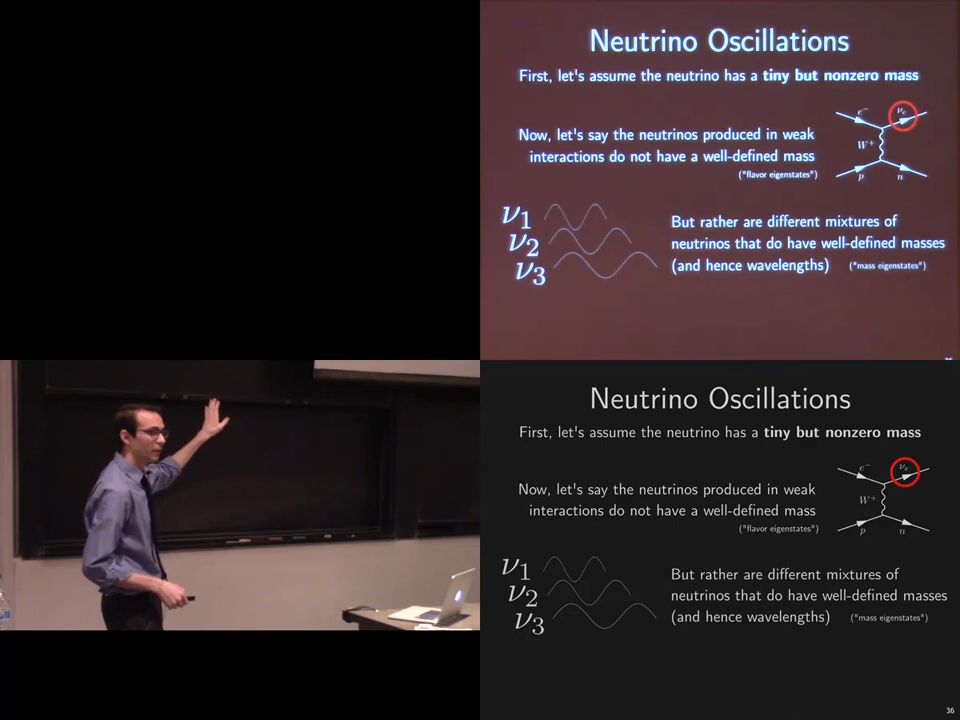 Neutrino Oscillations
First, let's assume the neutrino has a tiny but nonzero mass
Now, let's say the neutrinos produced in weak
interactions do not have a well-defined mass
("flavor eigenstates")
e⁻
νₑ
W⁺
p
n
ν₁
ν₂
ν₃
But rather are different mixtures of
neutrinos that do have well-defined masses
(and hence wavelengths) ("mass eigenstates")
36
Neutrino Oscillations
First, let's assume the neutrino has a tiny but nonzero mass
Now, let's say the neutrinos produced in weak
interactions do not have a well-defined mass
("flavor eigenstates")
e⁻
νₑ
W⁺
p
n
ν₁
ν₂
ν₃
But rather are different mixtures of
neutrinos that do have well-defined masses
(and hence wavelengths) ("mass eigenstates")
36